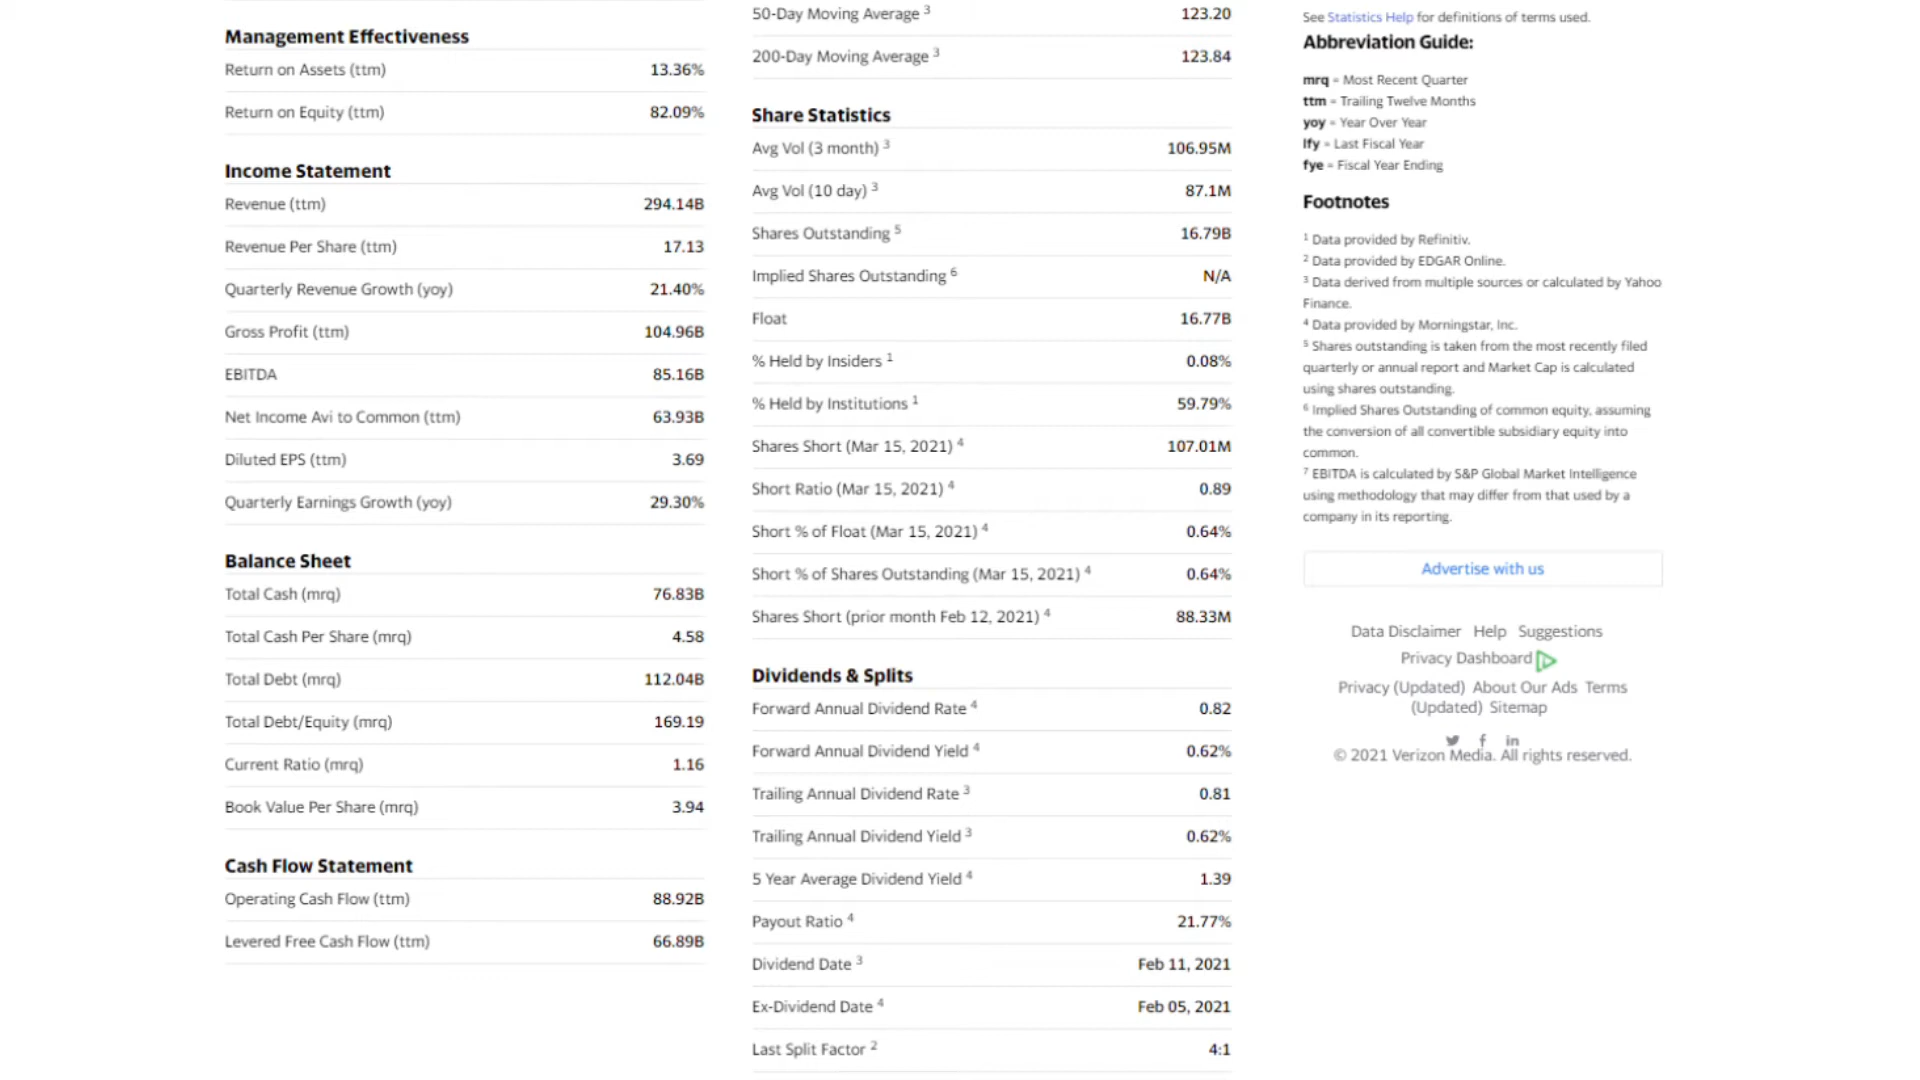 Management Effectiveness
Return on Assets (ttm) 13.36%
Return on Equity (ttm) 82.09%
Income Statement
Revenue (ttm) 294.14B
Revenue Per Share (ttm) 17.13
Quarterly Revenue Growth (yoy) 21.40%
Gross Profit (ttm) 104.96B
EBITDA 85.16B
Net Income Avi to Common (ttm) 63.93B
Diluted EPS (ttm) 3.69
Quarterly Earnings Growth (yoy) 29.30%
Balance Sheet
Total Cash (mrq) 76.83B
Total Cash Per Share (mrq) 4.58
Total Debt (mrq) 112.04B
Total Debt/Equity (mrq) 169.19
Current Ratio (mrq) 1.16
Book Value Per Share (mrq) 3.94
Cash Flow Statement
Operating Cash Flow (ttm) 88.92B
Levered Free Cash Flow (ttm) 66.89B
50-Day Moving Average 3 123.20
200-Day Moving Average 3 123.84
Share Statistics
Avg Vol (3 month) 3 106.95M
Avg Vol (10 day) 3 87.1M
Shares Outstanding 5 16.79B
Implied Shares Outstanding 6 N/A
Float 16.77B
% Held by Insiders 1 0.08%
% Held by Institutions 1 59.79%
Shares Short (Mar 15, 2021) 4 107.01M
Short Ratio (Mar 15, 2021) 4 0.89
Short % of Float (Mar 15, 2021) 4 0.64%
Short % of Shares Outstanding (Mar 15, 2021) 4 0.64%
Shares Short (prior month Feb 12, 2021) 4 88.33M
Dividends & Splits
Forward Annual Dividend Rate 4 0.82
Forward Annual Dividend Yield 4 0.62%
Trailing Annual Dividend Rate 3 0.81
Trailing Annual Dividend Yield 3 0.62%
5 Year Average Dividend Yield 4 1.39
Payout Ratio 4 21.77%
Dividend Date 3 Feb 11, 2021
Ex-Dividend Date 4 Feb 05, 2021
Last Split Factor 2 4:1
See Statistics Help for definitions of terms used.
Abbreviation Guide:
mrq = Most Recent Quarter
ttm = Trailing Twelve Months
yoy = Year Over Year
lfy = Last Fiscal Year
fye = Fiscal Year Ending
Footnotes
1 Data provided by Refinitiv.
2 Data provided by EDGAR Online.
3 Data derived from multiple sources or calculated by Yahoo
Finance.
4 Data provided by Morningstar, Inc.
5 Shares outstanding is taken from the most recently filed
quarterly or annual report and Market Cap is calculated
using shares outstanding.
6 Implied Shares Outstanding of common equity, assuming
the conversion of all convertible subsidiary equity into
common.
7 EBITDA is calculated by S&P Global Market Intelligence
using methodology that may differ from that used by a
company in its reporting.
Advertise with us
Data Disclaimer Help Suggestions
Privacy Dashboard
Privacy (Updated) About Our Ads Terms
(Updated) Sitemap
© 2021 Verizon Media. All rights reserved.